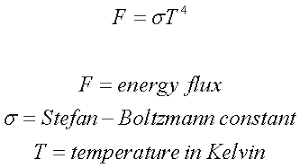 F = σT⁴
F = energy flux
σ = Stefan – Boltzmann constant
T = temperature in Kelvin